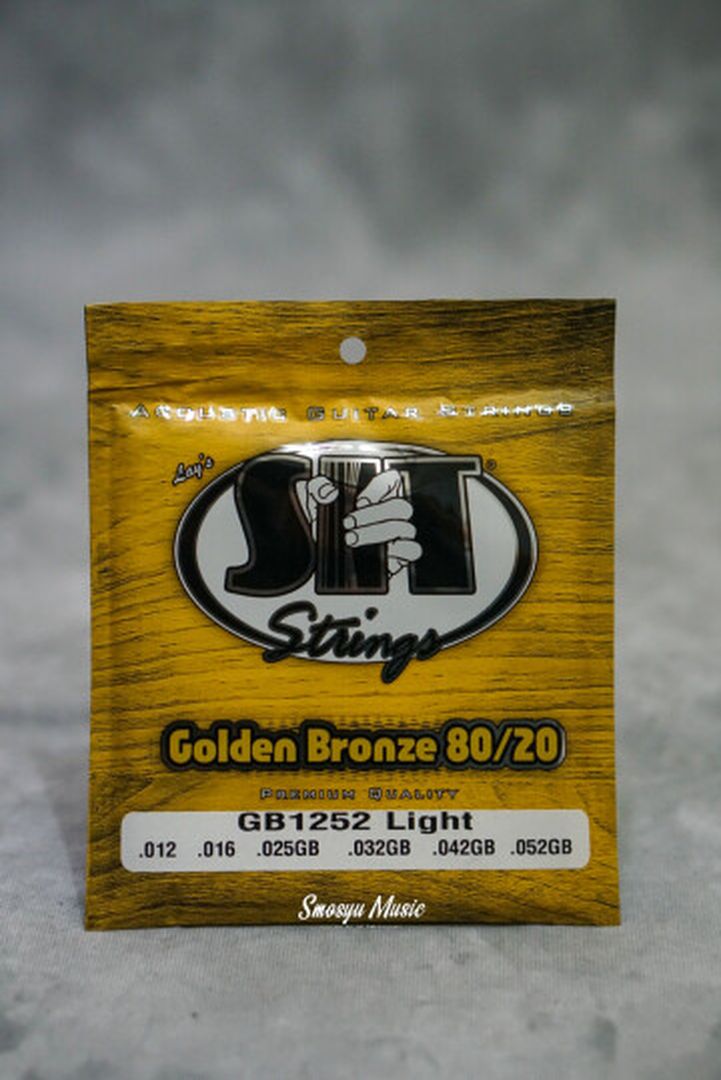 Acoustic Guitar Strings
Lay's
SIT®
Strings
Golden Bronze 80/20
Premium Quality
GB1252 Light
.012 .016 .025GB .032GB .042GB .052GB
Smosyu Music